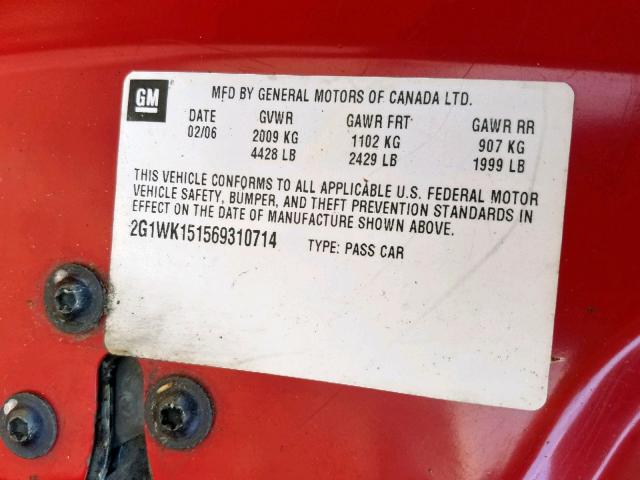 GM
MFD BY GENERAL MOTORS OF CANADA LTD.
DATE GVWR GAWR FRT GAWR RR
02/06 2009 KG 1102 KG 907 KG
4428 LB 2429 LB 1999 LB
THIS VEHICLE CONFORMS TO ALL APPLICABLE U.S. FEDERAL MOTOR
VEHICLE SAFETY, BUMPER, AND THEFT PREVENTION STANDARDS IN
EFFECT ON THE DATE OF MANUFACTURE SHOWN ABOVE.
2G1WK151569310714 TYPE: PASS CAR